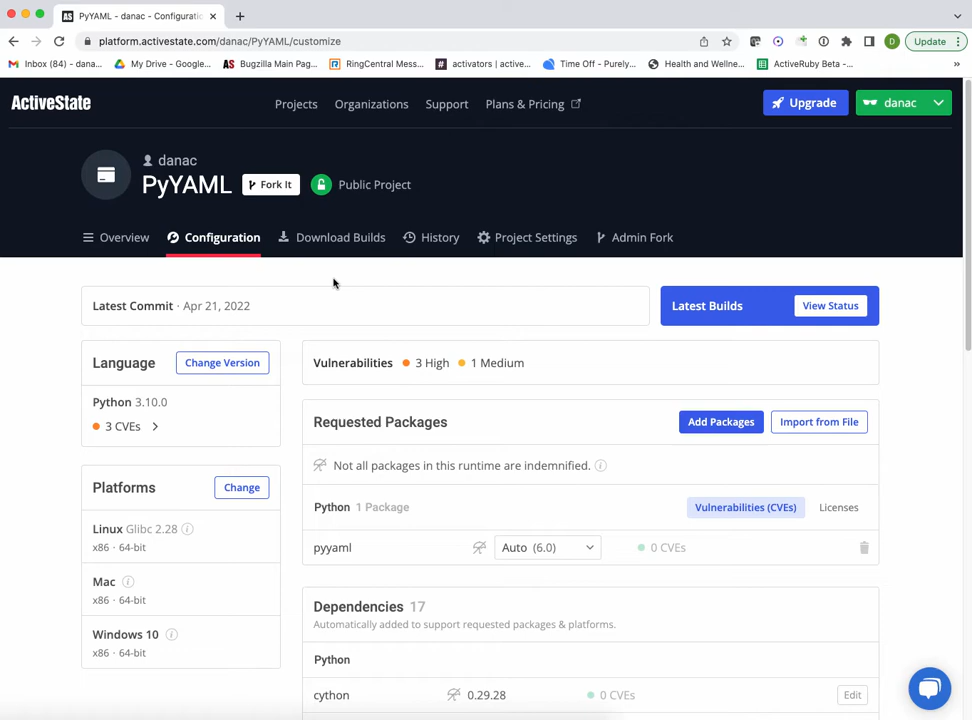 PyYAML - danac - Configuratio
platform.activestate.com/danac/PyYAML/customize
Update
Inbox (84) - dana...
My Drive - Google...
Bugzilla Main Pag...
RingCentral Mess...
activators | active...
Time Off - Purely...
Health and Wellne...
ActiveRuby Beta -...
ActiveState
Projects
Organizations
Support
Plans & Pricing
Upgrade
danac
danac
PyYAML
Fork It
Public Project
Overview
Configuration
Download Builds
History
Project Settings
Admin Fork
Latest Commit · Apr 21, 2022
Latest Builds
View Status
Language
Change Version
Python 3.10.0
3 CVEs
Platforms
Change
Linux Glibc 2.28
x86 · 64-bit
Mac
x86 · 64-bit
Windows 10
x86 · 64-bit
Vulnerabilities 3 High 1 Medium
Requested Packages
Add Packages
Import from File
Not all packages in this runtime are indemnified.
Python 1 Package
Vulnerabilities (CVEs)
Licenses
pyyaml
Auto (6.0)
0 CVEs
Dependencies 17
Automatically added to support requested packages & platforms.
Python
cython
0.29.28
0 CVEs
Edit